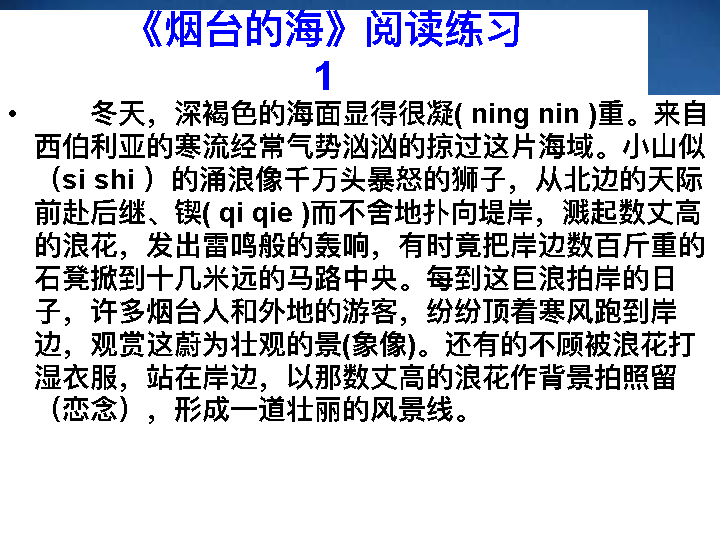 《烟台的海》阅读练习
1
• 冬天，深褐色的海面显得很凝( ning nin )重。来自
西伯利亚的寒流经常气势汹汹的掠过这片海域。小山似
（si shi ）的涌浪像千万头暴怒的狮子，从北边的天际
前赴后继、锲( qi qie )而不舍地扑向堤岸，溅起数丈高
的浪花，发出雷鸣般的轰响，有时竟把岸边数百斤重的
石凳掀到十几米远的马路中央。每到这巨浪拍岸的日
子，许多烟台人和外地的游客，纷纷顶着寒风跑到岸
边，观赏这蔚为壮观的景(象像)。还有的不顾被浪花打
湿衣服，站在岸边，以那数丈高的浪花作背景拍照留
（恋念），形成一道壮丽的风景线。